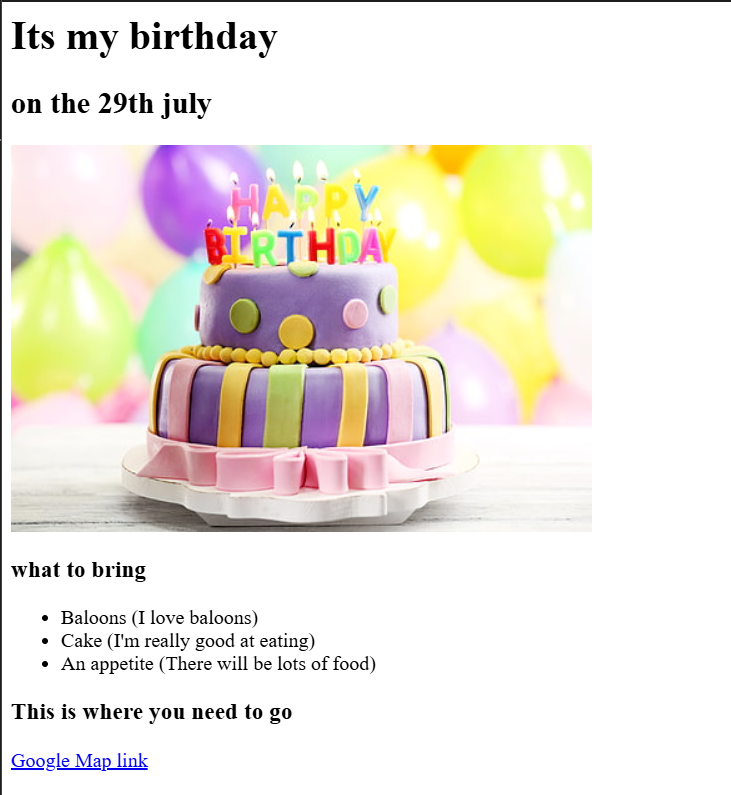 Its my birthday
on the 29th july
HAPPY
BIRTHDAY
what to bring
Baloons (I love baloons)
Cake (I'm really good at eating)
An appetite (There will be lots of food)
This is where you need to go
Google Map link